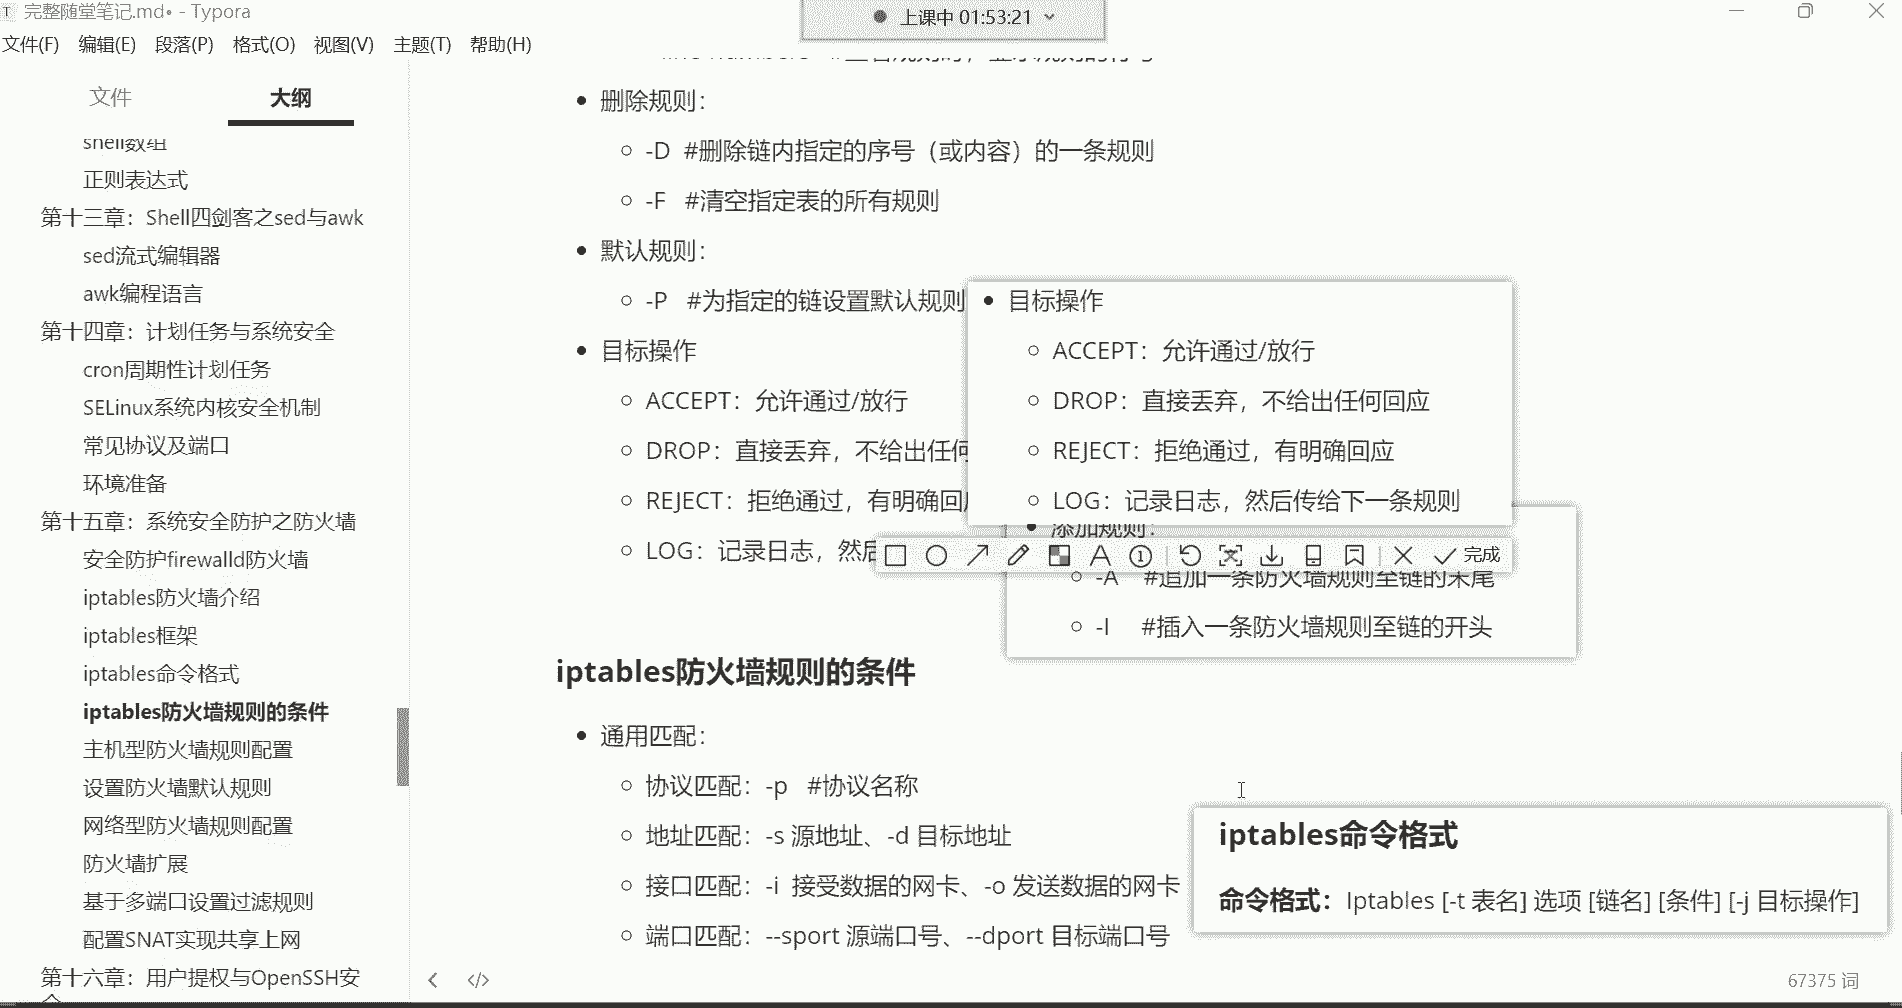 完整随堂笔记.md• - Typora
上课中 01:53:21
文件(F) 编辑(E) 段落(P) 格式(O) 视图(V) 主题(T) 帮助(H)
文件 大纲
shell数组
正则表达式
第十三章：Shell四剑客之sed与awk
sed流式编辑器
awk编程语言
第十四章：计划任务与系统安全
cron周期性计划任务
SELinux系统内核安全机制
常见协议及端口
环境准备
第十五章：系统安全防护之防火墙
安全防护firewalld防火墙
iptables防火墙介绍
iptables框架
iptables命令格式
iptables防火墙规则的条件
主机型防火墙规则配置
设置防火墙默认规则
网络型防火墙规则配置
防火墙扩展
基于多端口设置过滤规则
配置SNAT实现共享上网
第十六章：用户提权与OpenSSH安
删除规则：
-D #删除链内指定的序号（或内容）的一条规则
-F #清空指定表的所有规则
默认规则：
-P #为指定的链设置默认规则
目标操作
ACCEPT：允许通过/放行
DROP：直接丢弃，不给出任何
REJECT：拒绝通过，有明确回
LOG：记录日志，然后
目标操作
ACCEPT：允许通过/放行
DROP：直接丢弃，不给出任何回应
REJECT：拒绝通过，有明确回应
LOG：记录日志，然后传给下一条规则
完成
添加规则：
-A #追加一条防火墙规则至链的末尾
-I #插入一条防火墙规则至链的开头
iptables防火墙规则的条件
通用匹配：
协议匹配：-p #协议名称
地址匹配：-s 源地址、-d 目标地址
接口匹配：-i 接受数据的网卡、-o 发送数据的网卡
端口匹配：--sport 源端口号、--dport 目标端口号
iptables命令格式
命令格式：Iptables [-t 表名] 选项 [链名] [条件] [-j 目标操作]
67375 词